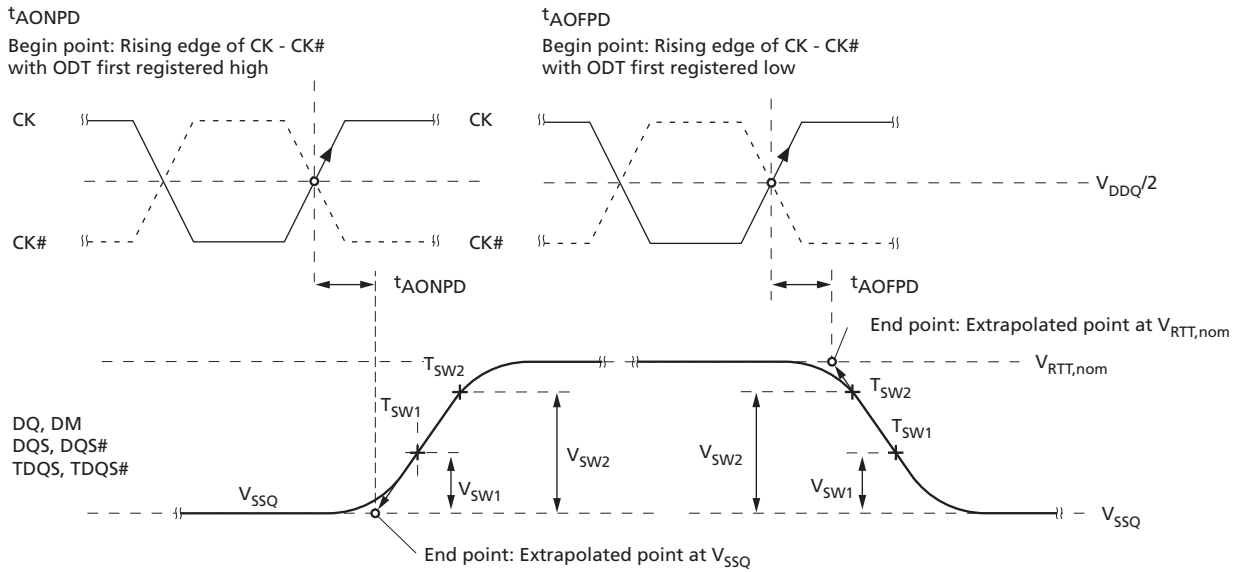 tAONPD
Begin point: Rising edge of CK - CK#
with ODT first registered high
tAOFPD
Begin point: Rising edge of CK - CK#
with ODT first registered low
CK
CK
VDDQ/2
CK#
CK#
tAONPD
tAOFPD
End point: Extrapolated point at VRTT,nom
VRTT,nom
TSW2
TSW2
TSW1
TSW1
DQ, DM
DQS, DQS#
TDQS, TDQS#
VSW2
VSW2
VSW1
VSW1
VSSQ
VSSQ
End point: Extrapolated point at VSSQ